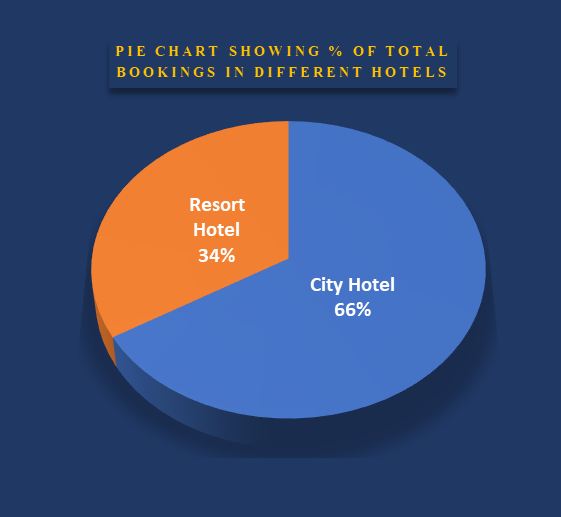 PIE CHART SHOWING % OF TOTAL
BOOKINGS IN DIFFERENT HOTELS
Resort
Hotel
34%
City Hotel
66%